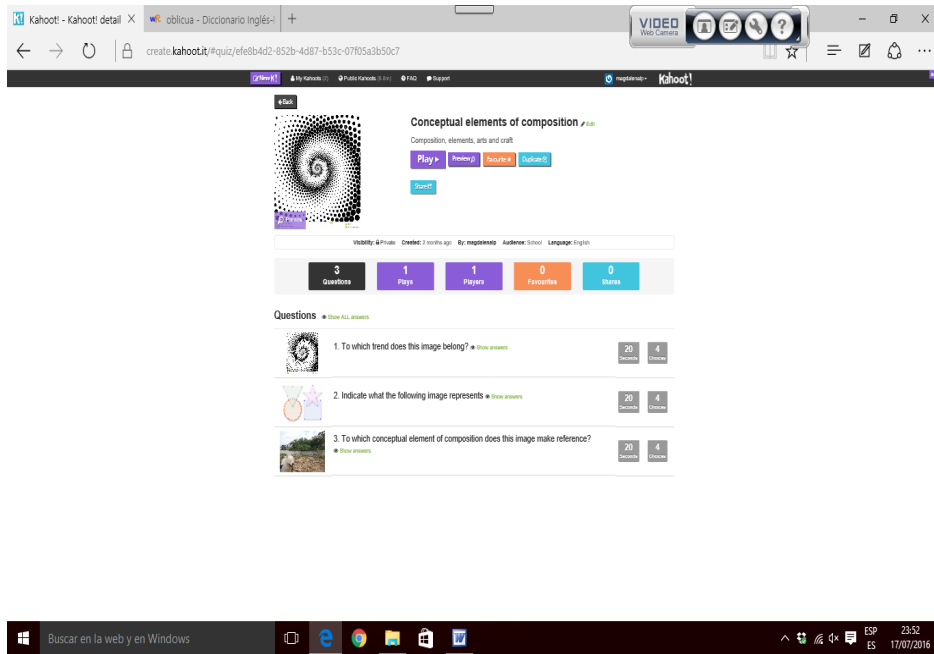 Kahoot! - Kahoot! detail
oblicua - Diccionario Inglés-
VIDEO
Web Camera
create.kahoot.it/#quiz/efe8b4d2-852b-4d87-b53c-07f05a3b50c7
New K!
My Kahoots (2)
Public Kahoots
FAQ
Support
magdalenalp
Kahoot!
Back
Conceptual elements of composition
Edit
Composition, elements, arts and craft
Play
Preview
Favourite
Duplicate
Share
Visibility: Private Created: 2 months ago By: magdalenalp Audience: School Language: English
3
Questions
1
Plays
1
Players
0
Favourites
0
Shares
Questions Show ALL answers
1. To which trend does this image belong? Show answers
20
Seconds
4
Choices
2. Indicate what the following image represents Show answers
20
Seconds
4
Choices
3. To which conceptual element of composition does this image make reference?
Show answers
20
Seconds
4
Choices
Buscar en la web y en Windows
ESP
ES
23:52
17/07/2016